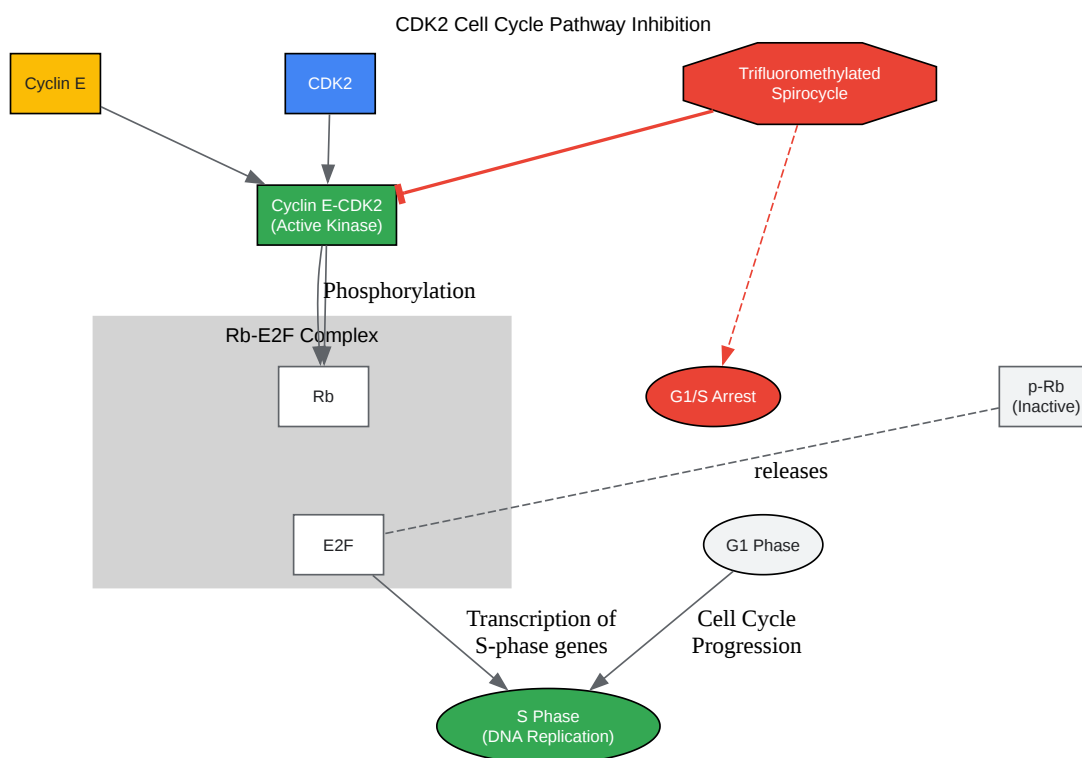 CDK2 Cell Cycle Pathway Inhibition
Cyclin E
CDK2
Trifluoromethylated
Spirocycle
Cyclin E-CDK2
(Active Kinase)
Phosphorylation
Rb-E2F Complex
Rb
G1/S Arrest
p-Rb
(Inactive)
releases
E2F
G1 Phase
Transcription of
S-phase genes
Cell Cycle
Progression
S Phase
(DNA Replication)